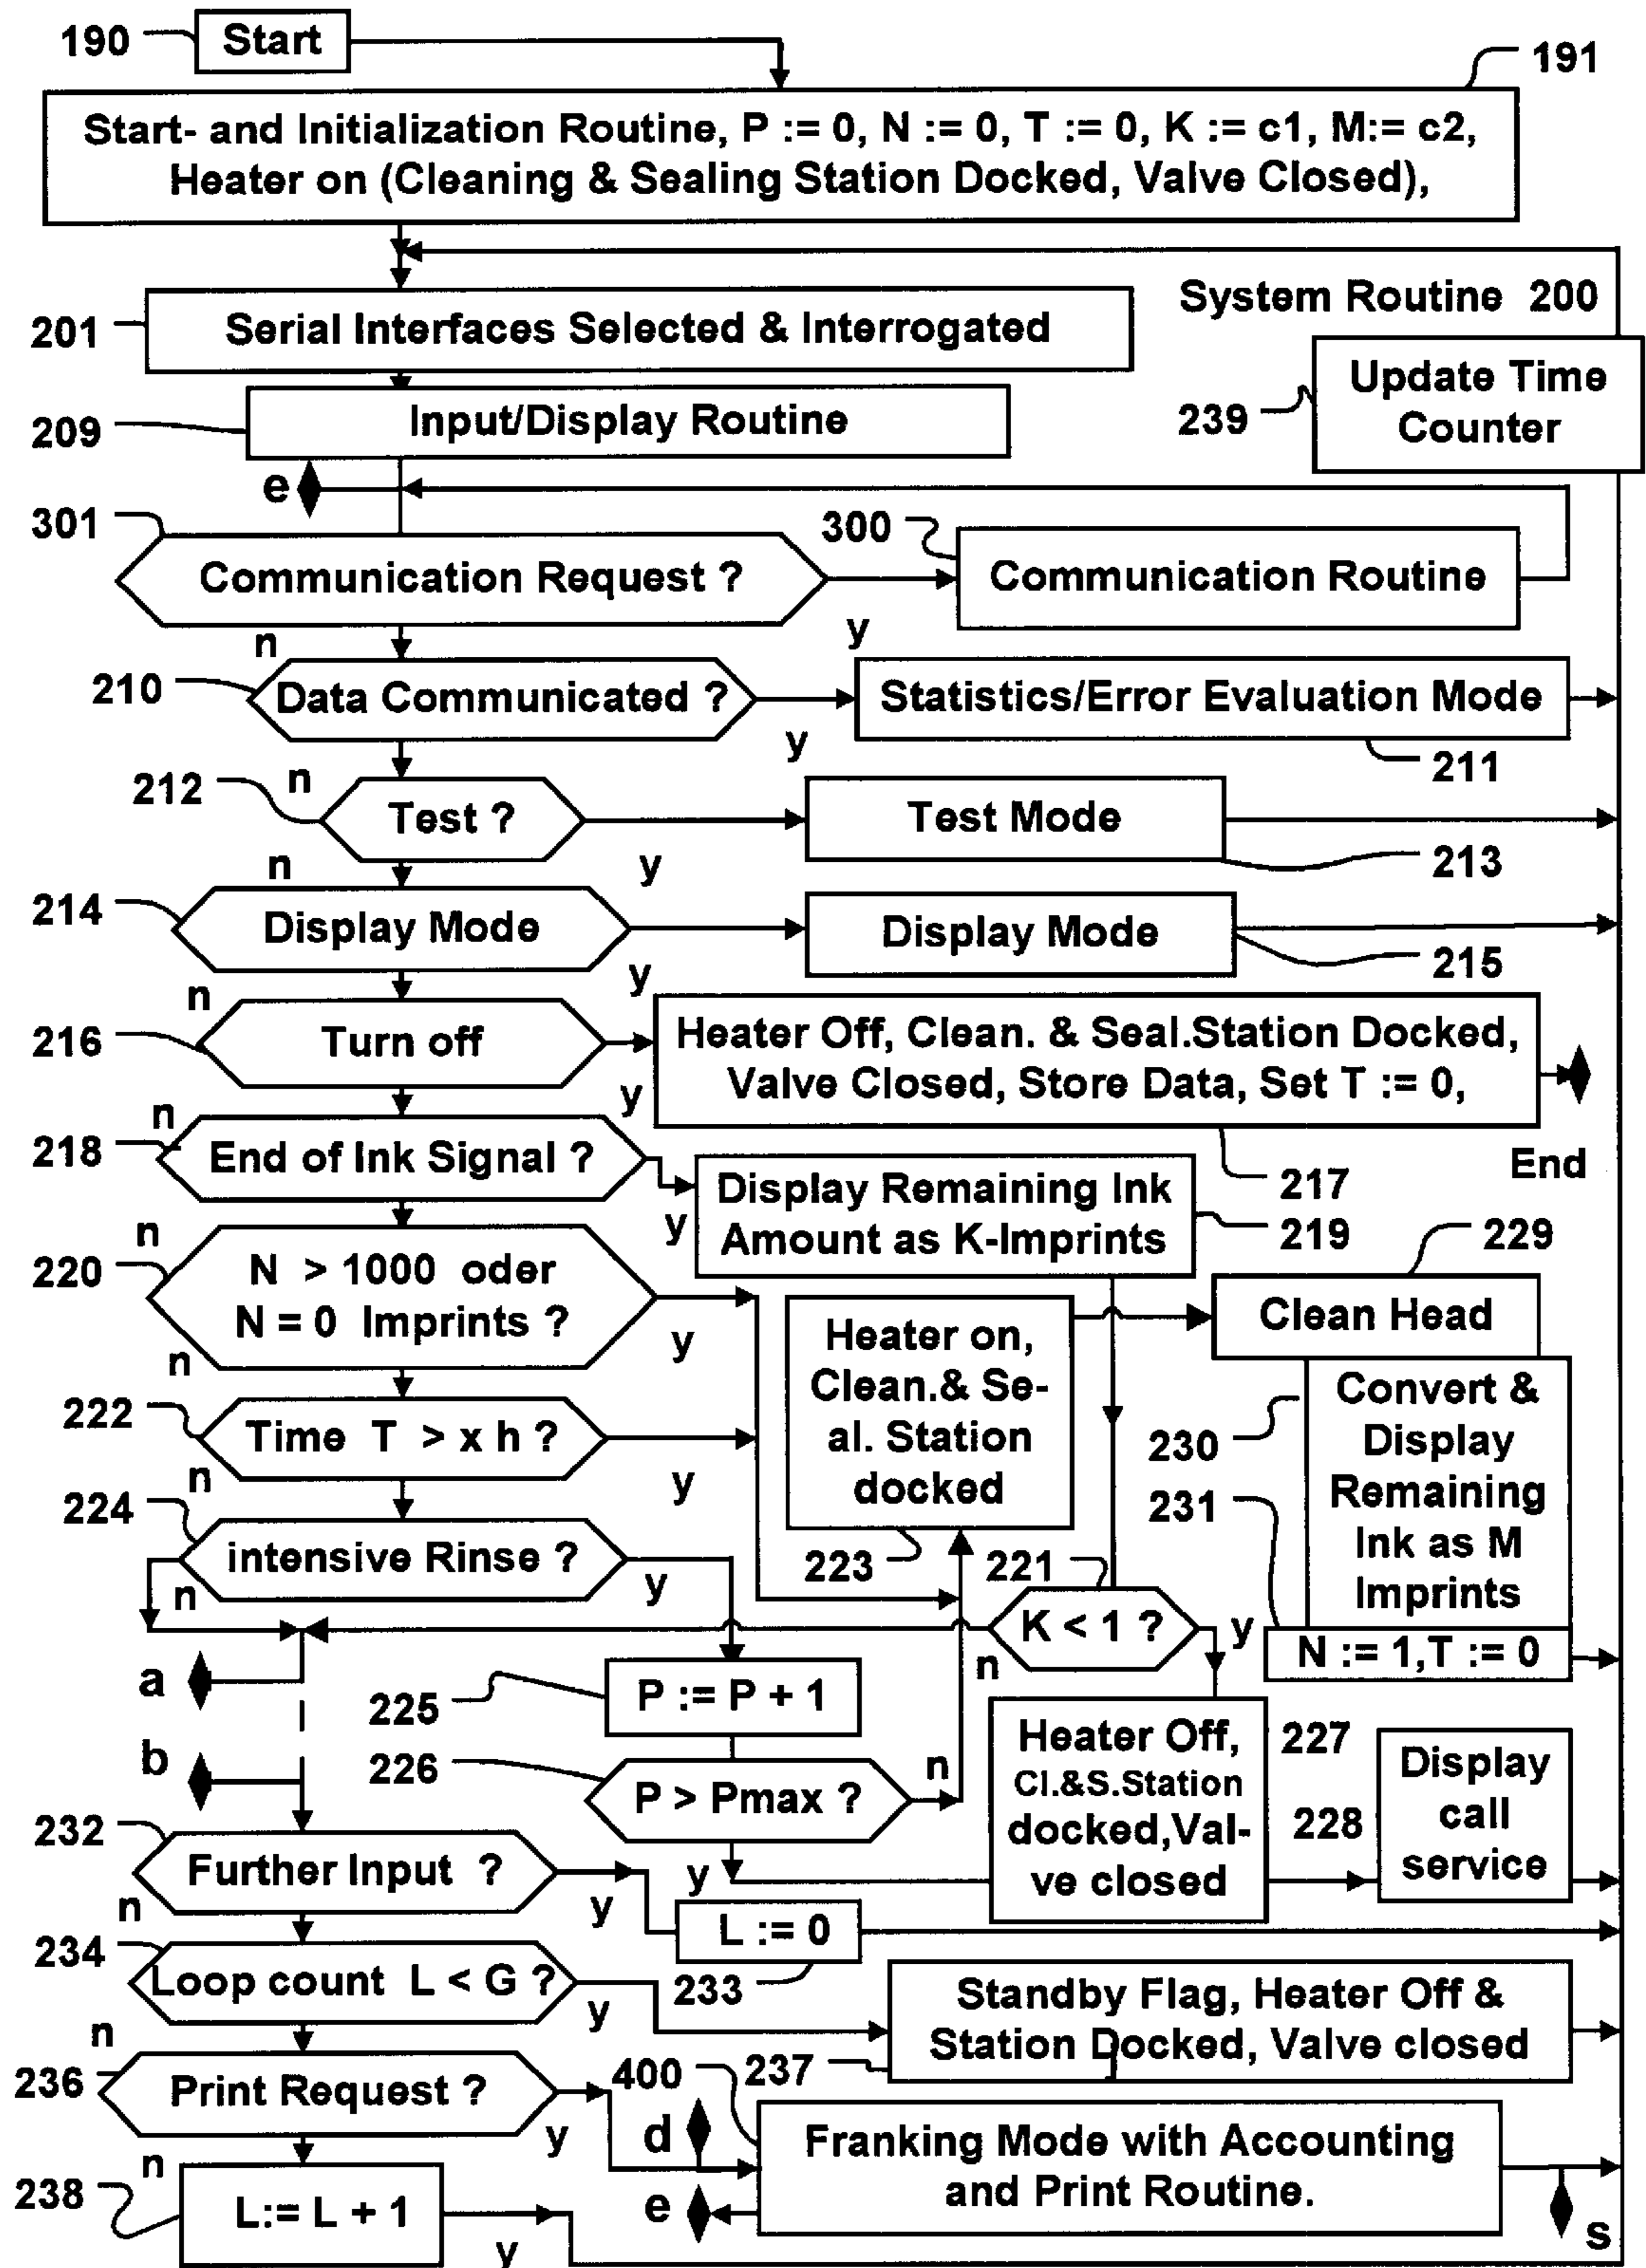 190
Start
191
Start- and Initialization Routine, P := 0, N := 0, T := 0, K := c1, M:= c2,
Heater on (Cleaning & Sealing Station Docked, Valve Closed),
System Routine 200
201
Serial Interfaces Selected & Interrogated
239
Update Time
Counter
209
Input/Display Routine
e
301
Communication Request ?
300
Communication Routine
n
y
210
Data Communicated ?
Statistics/Error Evaluation Mode
211
n
y
212
Test ?
Test Mode
213
n
y
214
Display Mode
Display Mode
215
n
y
216
Turn off
Heater Off, Clean. & Seal.Station Docked,
Valve Closed, Store Data, Set T := 0,
217
End
n
y
218
End of Ink Signal ?
Display Remaining Ink
Amount as K-Imprints
219
n
y
220
N > 1000 oder
N = 0 Imprints ?
n
y
229
Clean Head
Heater on,
Clean.& Se-
al. Station
docked
223
222
Time T > x h ?
n
y
230
Convert &
Display
Remaining
Ink as M
Imprints
231
N := 1,T := 0
224
intensive Rinse ?
n
y
221
K < 1 ?
y
n
a
b
225
P := P + 1
226
P > Pmax ?
n
y
Heater Off,
Cl.&S.Station
docked,Val-
ve closed
227
228
Display
call
service
232
Further Input ?
n
y
L := 0
233
234
Loop count L < G ?
n
y
Standby Flag, Heater Off &
Station Docked, Valve closed
237
236
Print Request ?
n
y
400
d
e
Franking Mode with Accounting
and Print Routine.
s
238
L:= L + 1
y